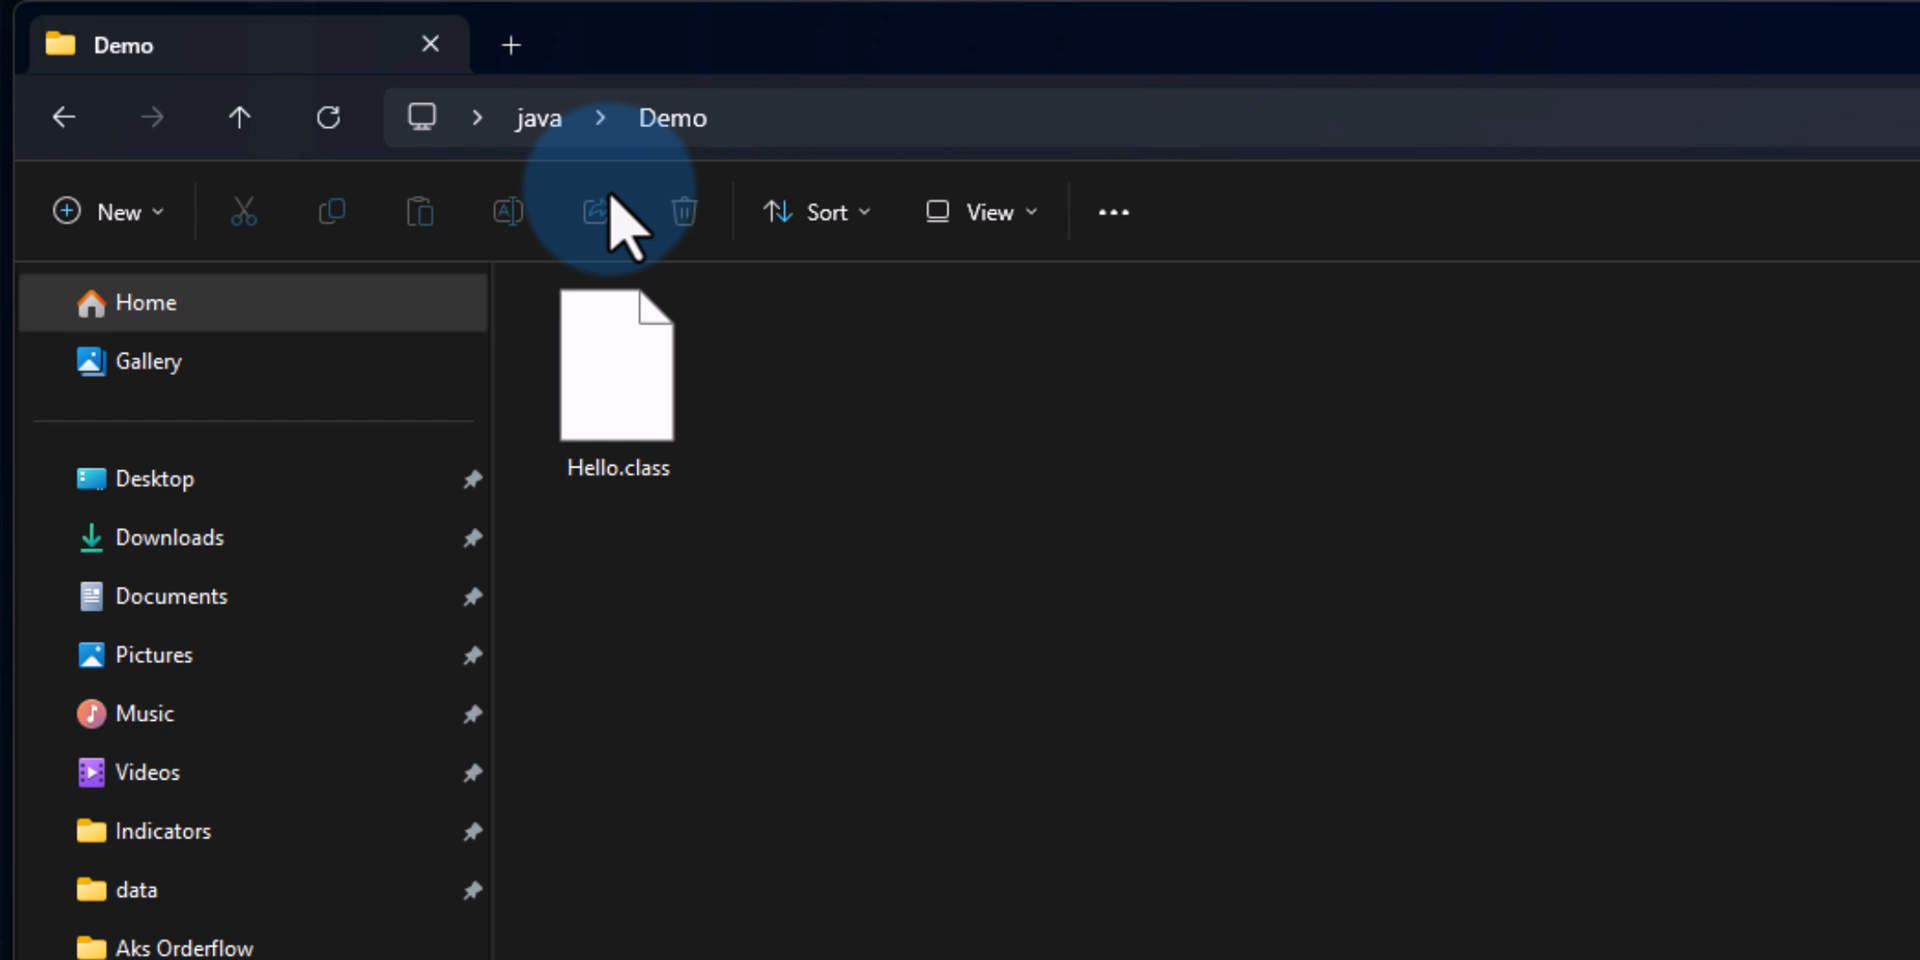 Demo
java Demo
New Sort View
Home
Gallery
Hello.class
Desktop
Downloads
Documents
Pictures
Music
Videos
Indicators
data
Aks Orderflow